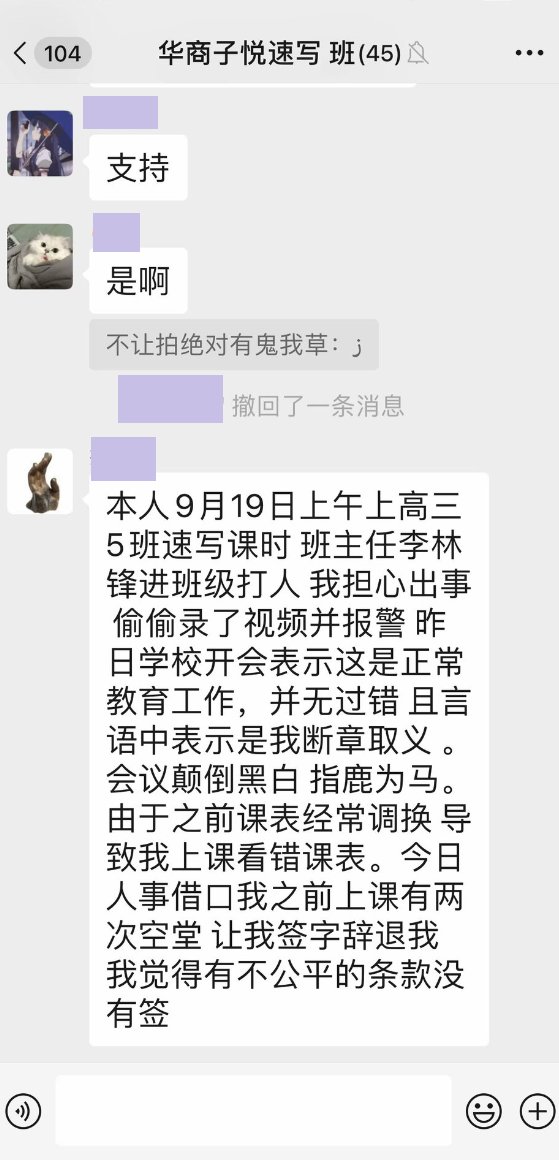 104
华商子悦速写 班(45)
支持
是啊
不让拍绝对有鬼我草：j
撤回了一条消息
本人9月19日上午上高三
5班速写课时 班主任李林
锋进班级打人 我担心出事
偷偷录了视频并报警 昨
日学校开会表示这是正常
教育工作，并无过错 且言
语中表示是我断章取义 。
会议颠倒黑白 指鹿为马。
由于之前课表经常调换 导
致我上课看错课表。今日
人事借口我之前上课有两
次空堂 让我签字辞退我
我觉得有不公平的条款没
有签